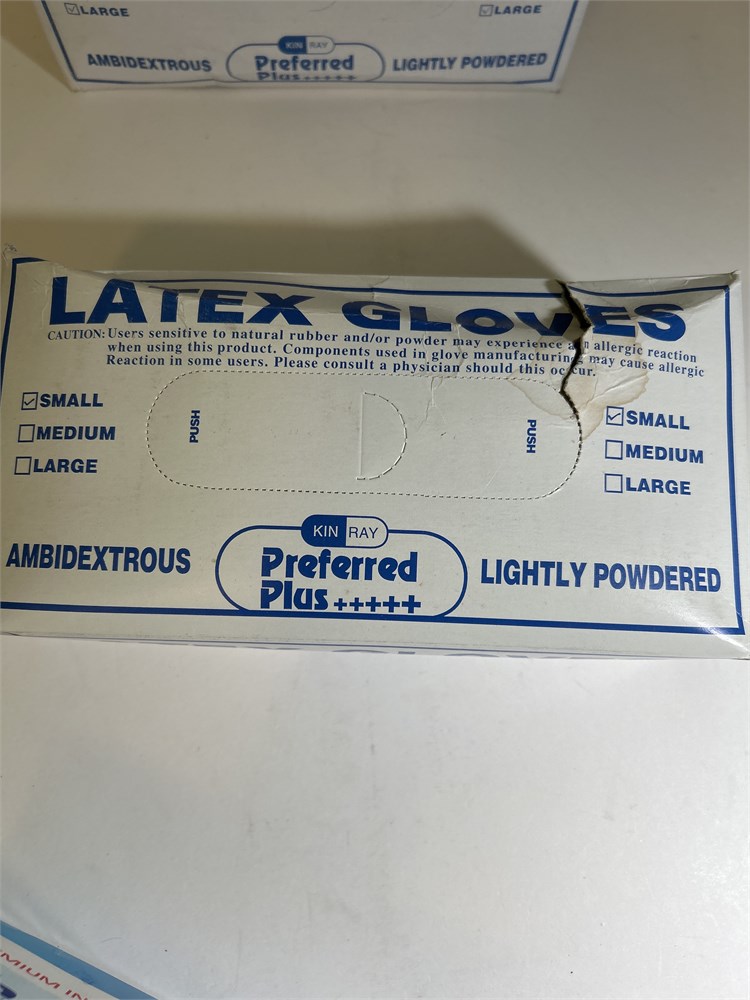 ☑LARGE
☑LARGE
AMBIDEXTROUS
KIN RAY
Preferred
Plus +++++
LIGHTLY POWDERED
LATEX GLOVES
CAUTION: Users sensitive to natural rubber and/or powder may experience an allergic reaction
when using this product. Components used in glove manufacturing may cause allergic
Reaction in some users. Please consult a physician should this occur.
☑SMALL
☐MEDIUM
☐LARGE
PUSH
PUSH
☑SMALL
☐MEDIUM
☐LARGE
AMBIDEXTROUS
KIN RAY
Preferred
Plus +++++
LIGHTLY POWDERED